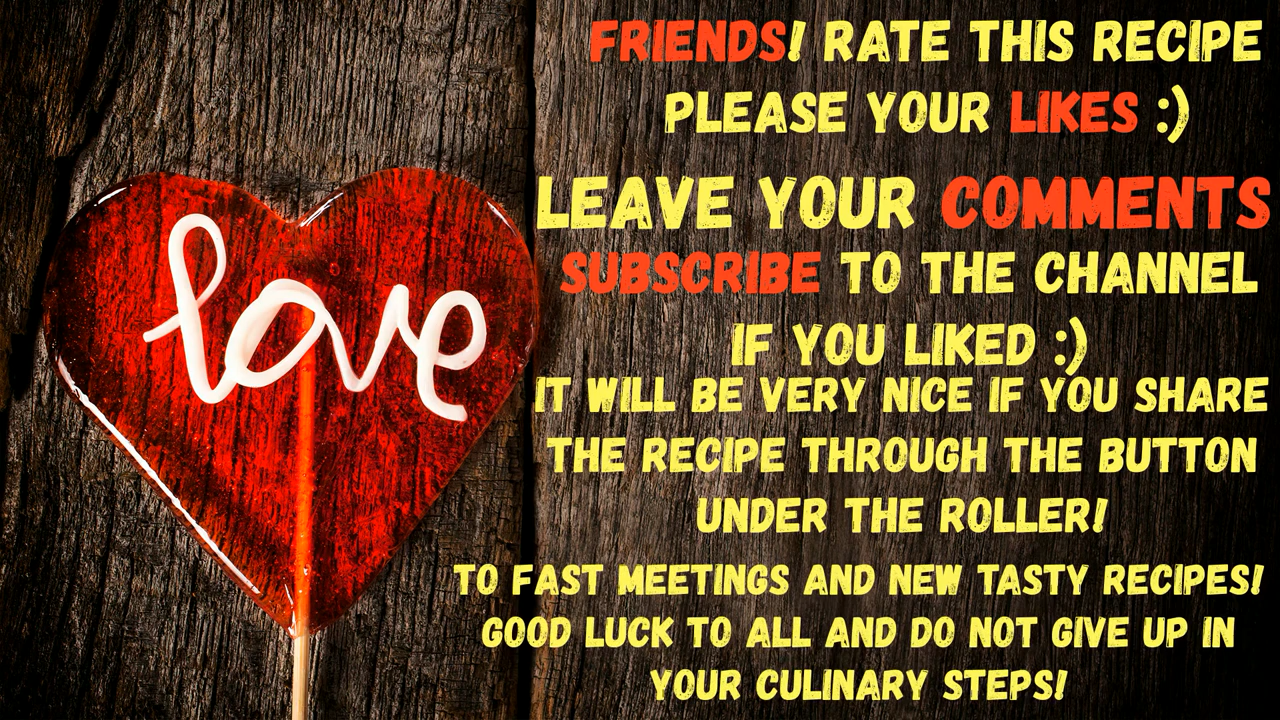 FRIENDS! RATE THIS RECIPE
PLEASE YOUR LIKES :)
LEAVE YOUR COMMENTS
SUBSCRIBE TO THE CHANNEL
IF YOU LIKED :)
IT WILL BE VERY NICE IF YOU SHARE
THE RECIPE THROUGH THE BUTTON
UNDER THE ROLLER!
TO FAST MEETINGS AND NEW TASTY RECIPES!
GOOD LUCK TO ALL AND DO NOT GIVE UP IN
YOUR CULINARY STEPS!
love